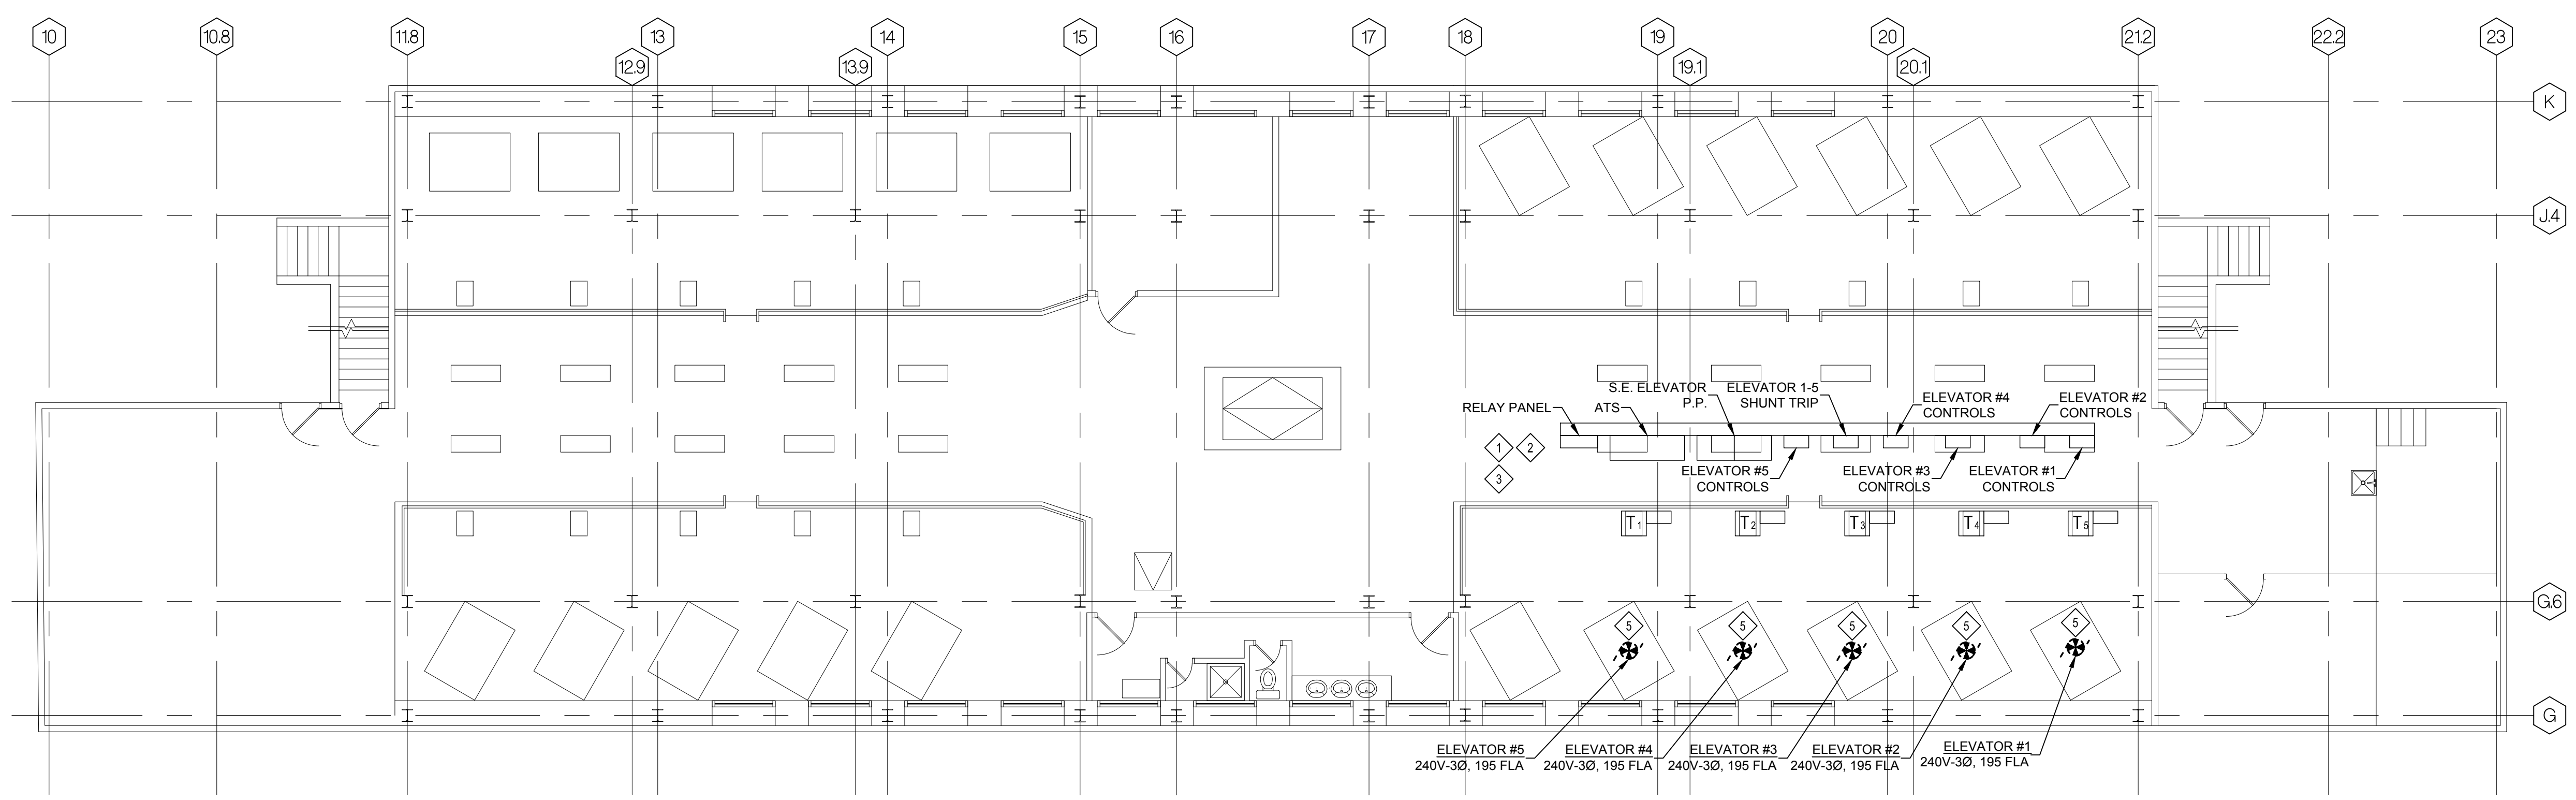 10
10.8
11.8
13
14
15
16
17
18
19
20
21.2
22.2
23
12.9
13.9
19.1
20.1
K
J.4
S.E. ELEVATOR
P.P.
ELEVATOR 1-5
SHUNT TRIP
ELEVATOR #4
CONTROLS
ELEVATOR #2
CONTROLS
RELAY PANEL
ATS
1
2
3
ELEVATOR #5
CONTROLS
ELEVATOR #3
CONTROLS
ELEVATOR #1
CONTROLS
T1
T2
T3
T4
T5
G.6
5
5
5
5
5
G
ELEVATOR #5
240V-3Ø, 195 FLA
ELEVATOR #4
240V-3Ø, 195 FLA
ELEVATOR #3
240V-3Ø, 195 FLA
ELEVATOR #2
240V-3Ø, 195 FLA
ELEVATOR #1
240V-3Ø, 195 FLA